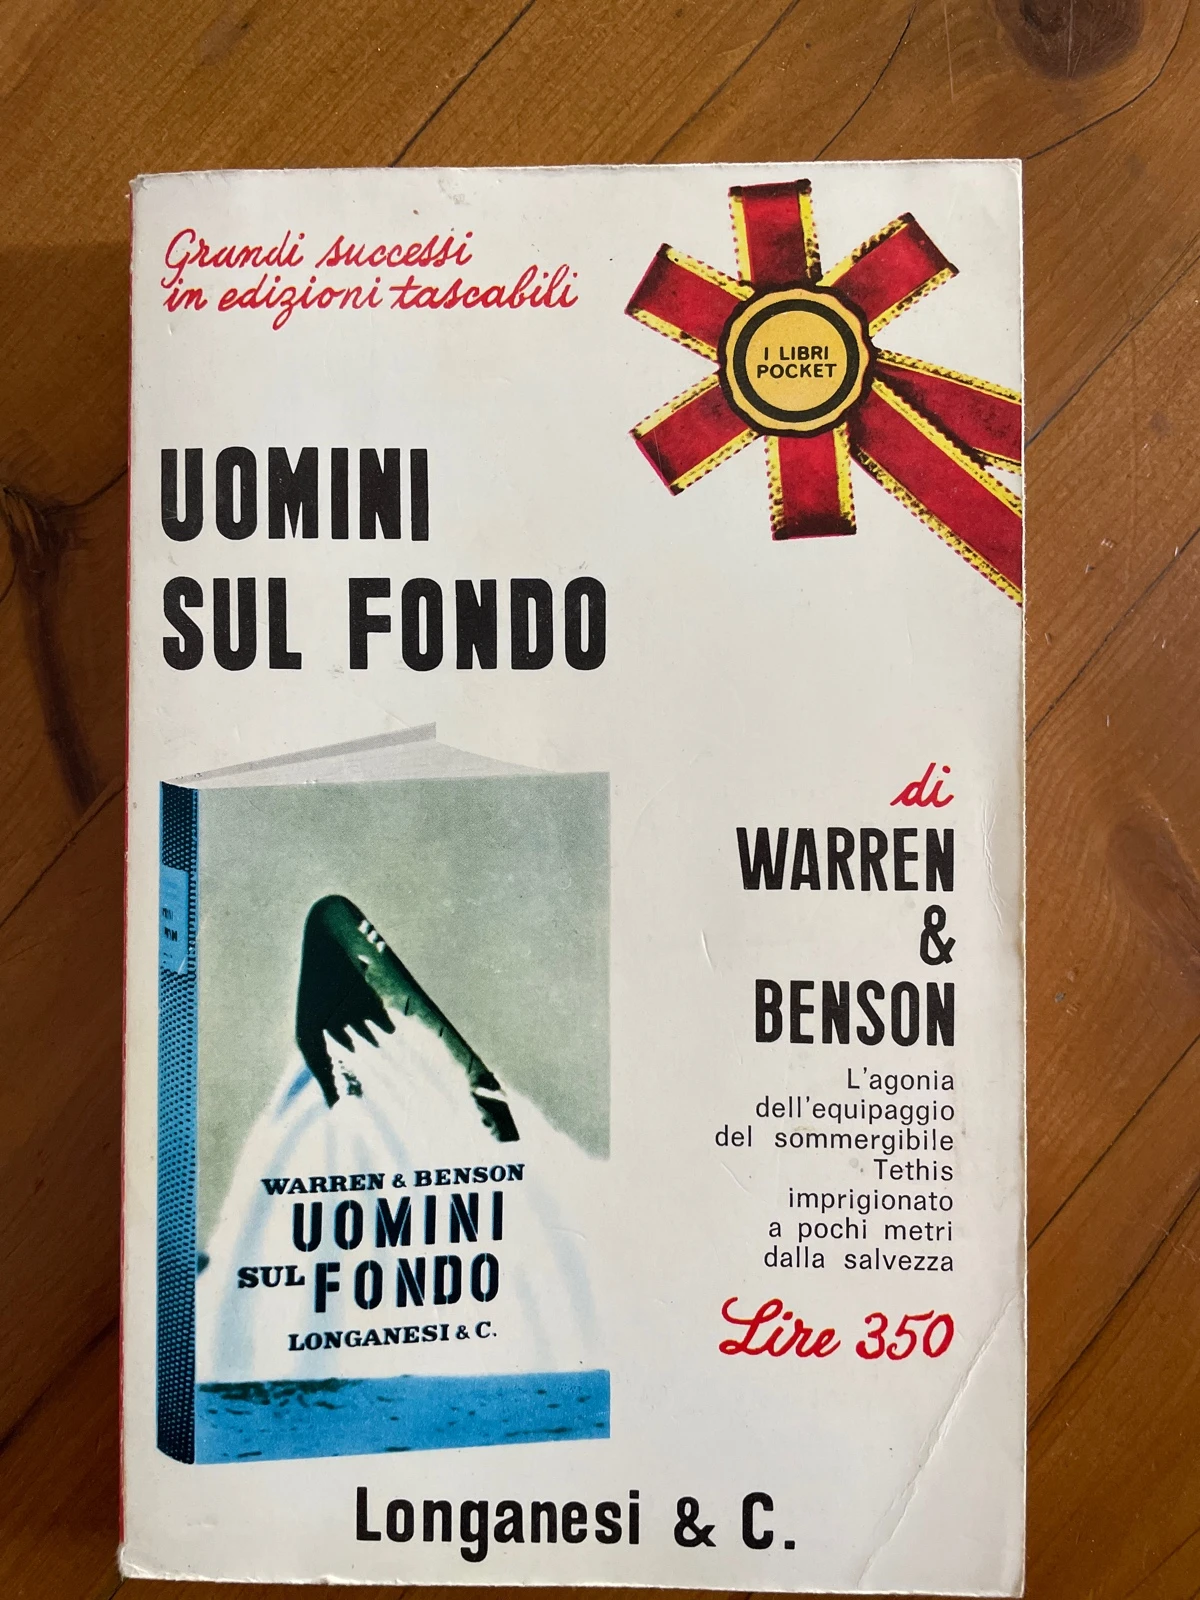 Grandi successi
in edizioni tascabili
I LIBRI
POCKET
UOMINI
SUL FONDO
di
WARREN
&
BENSON
L'agonia
dell'equipaggio
del sommergibile
Tethis
imprigionato
a pochi metri
dalla salvezza
Lire 350
WARREN & BENSON
UOMINI
SUL FONDO
LONGANESI & C.
Longanesi & C.